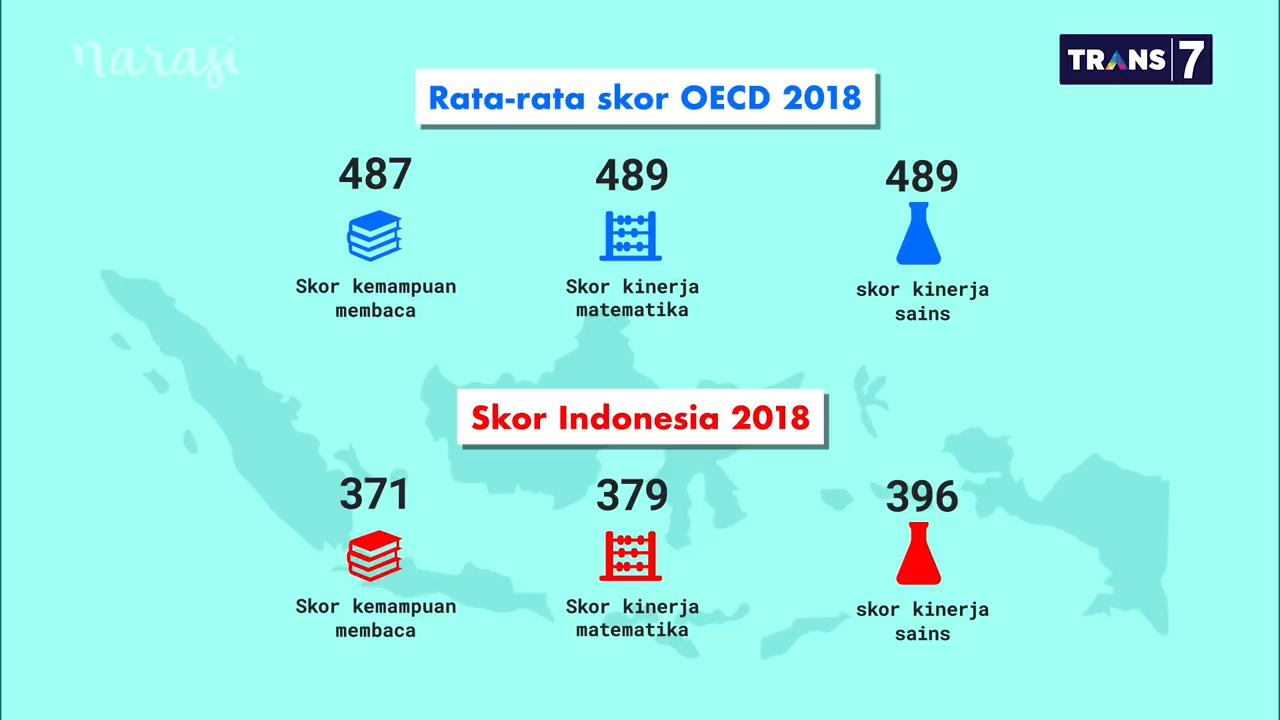 narasi
TRANS 7
Rata-rata skor OECD 2018
487
489
489
Skor kemampuan
membaca
Skor kinerja
matematika
skor kinerja
sains
Skor Indonesia 2018
371
379
396
Skor kemampuan
membaca
Skor kinerja
matematika
skor kinerja
sains